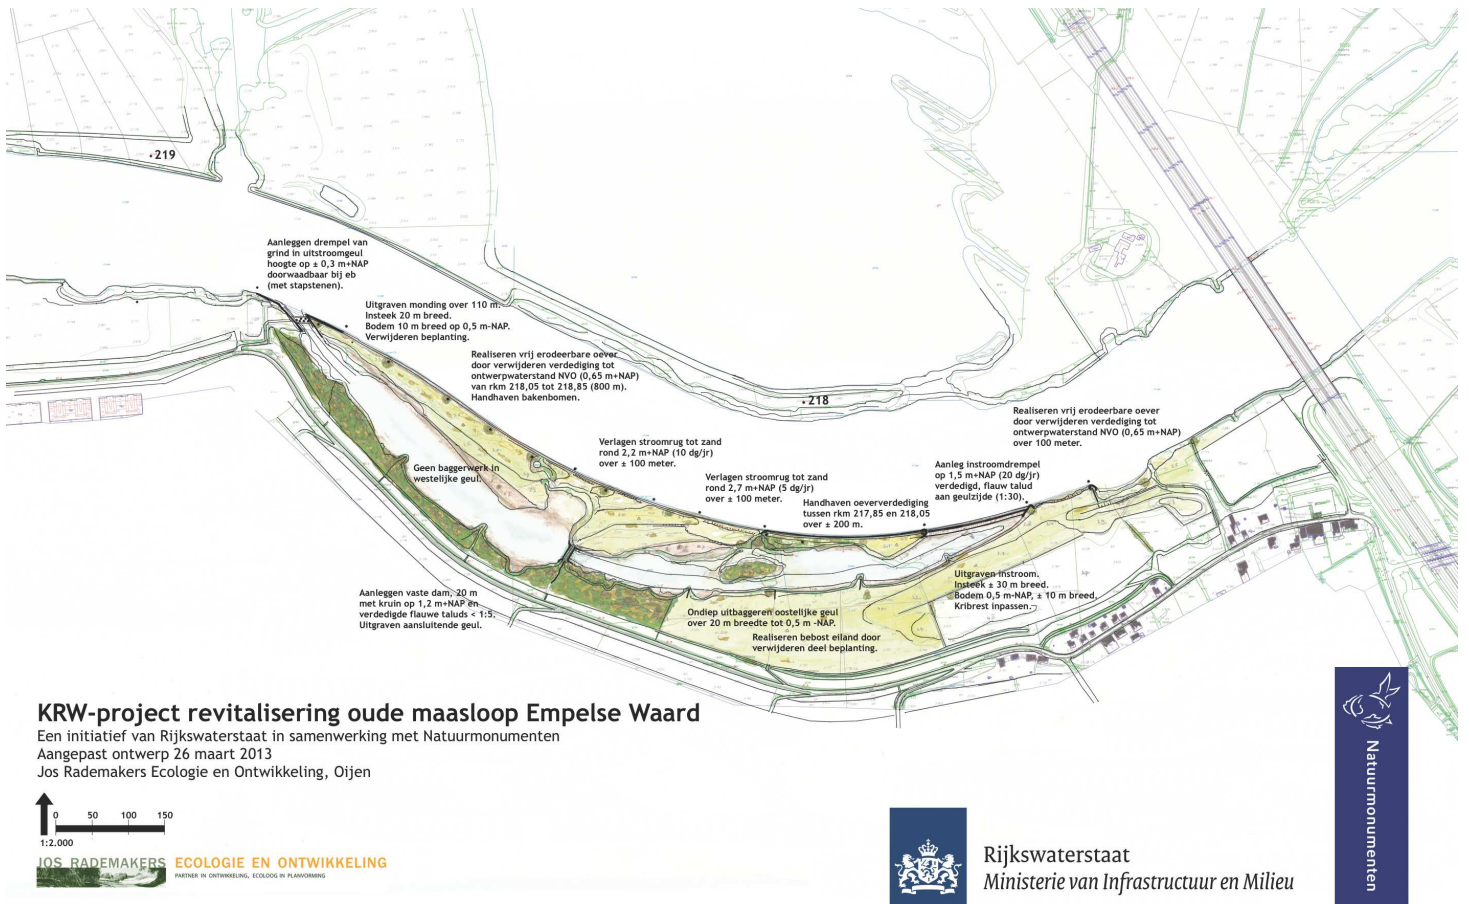 219
Aanleggen drempel van
grind in uitstroomgeul
hoogte op ± 0,3 m+NAP
doorwaadbaar bij eb
(met stapstenen).
Uitgraven monding over 110 m.
Insteek 20 m breed.
Bodem 10 m breed op 0,5 m-NAP.
Verwijderen beplanting.
Realiseren vrij erodeerbare oever
door verwijderen verdediging tot
ontwerpwaterstand NVO (0,65 m+NAP)
van rkm 218,05 tot 218,85 (800 m).
Handhaven bakenbomen.
218
Realiseren vrij erodeerbare oever
door verwijderen verdediging tot
ontwerpwaterstand NVO (0,65 m+NAP)
over 100 meter.
Verlagen stroomrug tot zand
rond 2,2 m+NAP (10 dg/jr)
over ± 100 meter.
Geen baggerwerk in
westelijke geul.
Verlagen stroomrug tot zand
rond 2,7 m+NAP (5 dg/jr)
over ± 100 meter.
Aanleg instroomdrempel
op 1,5 m+NAP (20 dg/jr)
verdedigd, flauw talud
aan geulzijde (1:30).
Handhaven oeververdediging
tussen rkm 217,85 en 218,05
over ± 200 m.
Uitgraven instroom.
Insteek ± 30 m breed.
Bodem 0,5 m-NAP, ± 10 m breed.
Kribrest inpassen.
Aanleggen vaste dam, 20 m
met kruin op 1,2 m+NAP en
verdedigde flauwe taluds < 1:5.
Uitgraven aansluitende geul.
Ondiep uitbaggeren oostelijke geul
over 20 m breedte tot 0,5 m -NAP.
Realiseren bebost eiland door
verwijderen deel beplanting.
KRW-project revitalisering oude maasloop Empelse Waard
Een initiatief van Rijkswaterstaat in samenwerking met Natuurmonumenten
Aangepast ontwerp 26 maart 2013
Jos Rademakers Ecologie en Ontwikkeling, Oijen
0 50 100 150
1:2.000
JOS RADEMAKERS ECOLOGIE EN ONTWIKKELING
PARTNER IN ONTWIKKELING, ECOLOOG IN PLANVORMING
Rijkswaterstaat
Ministerie van Infrastructuur en Milieu
Natuurmonumenten